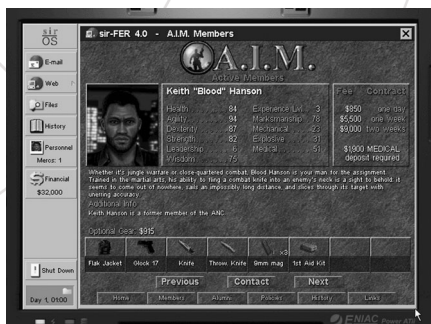 sir
OS
sir-FER 4.0 - A.I.M. Members
E-mail
A.I.M.
Active Members
Web
Keith "Blood" Hanson
Fee Contract
Health 84 Experience Lvl 3
$850 one day
Files
Agility 94 Marksmanship 78
$5,500 one week
Dexterity 87 Mechanical 23
$9,000 two weeks
History
Strength 82 Explosive
Leadership 6 Medical 51
$1,900 MEDICAL
Personnel
Wisdom 75
deposit required
Mercs: 1
Whether it's jungle warfare or close-quartered combat, Blood Hanson is your man for the assignment.
Trained in the martial arts, his ability to fling a combat knife into an enemy's neck is a sight to behold: it
Financial
seems to come out of nowhere, sails an impossibly long distance, and slices through its target with
$32,000
unerring accuracy.
Additional Info:
Keith Hanson is a former member of the ANC.
Optional Gear: $915
x3
Flak Jacket Glock 17 Knife Throw. Knife 9mm mag 1st Aid Kit
Shut Down
Previous Contact Next
Day 1, 01:00
Home Members Alumni Policies History Links
ENIAC Power AT8